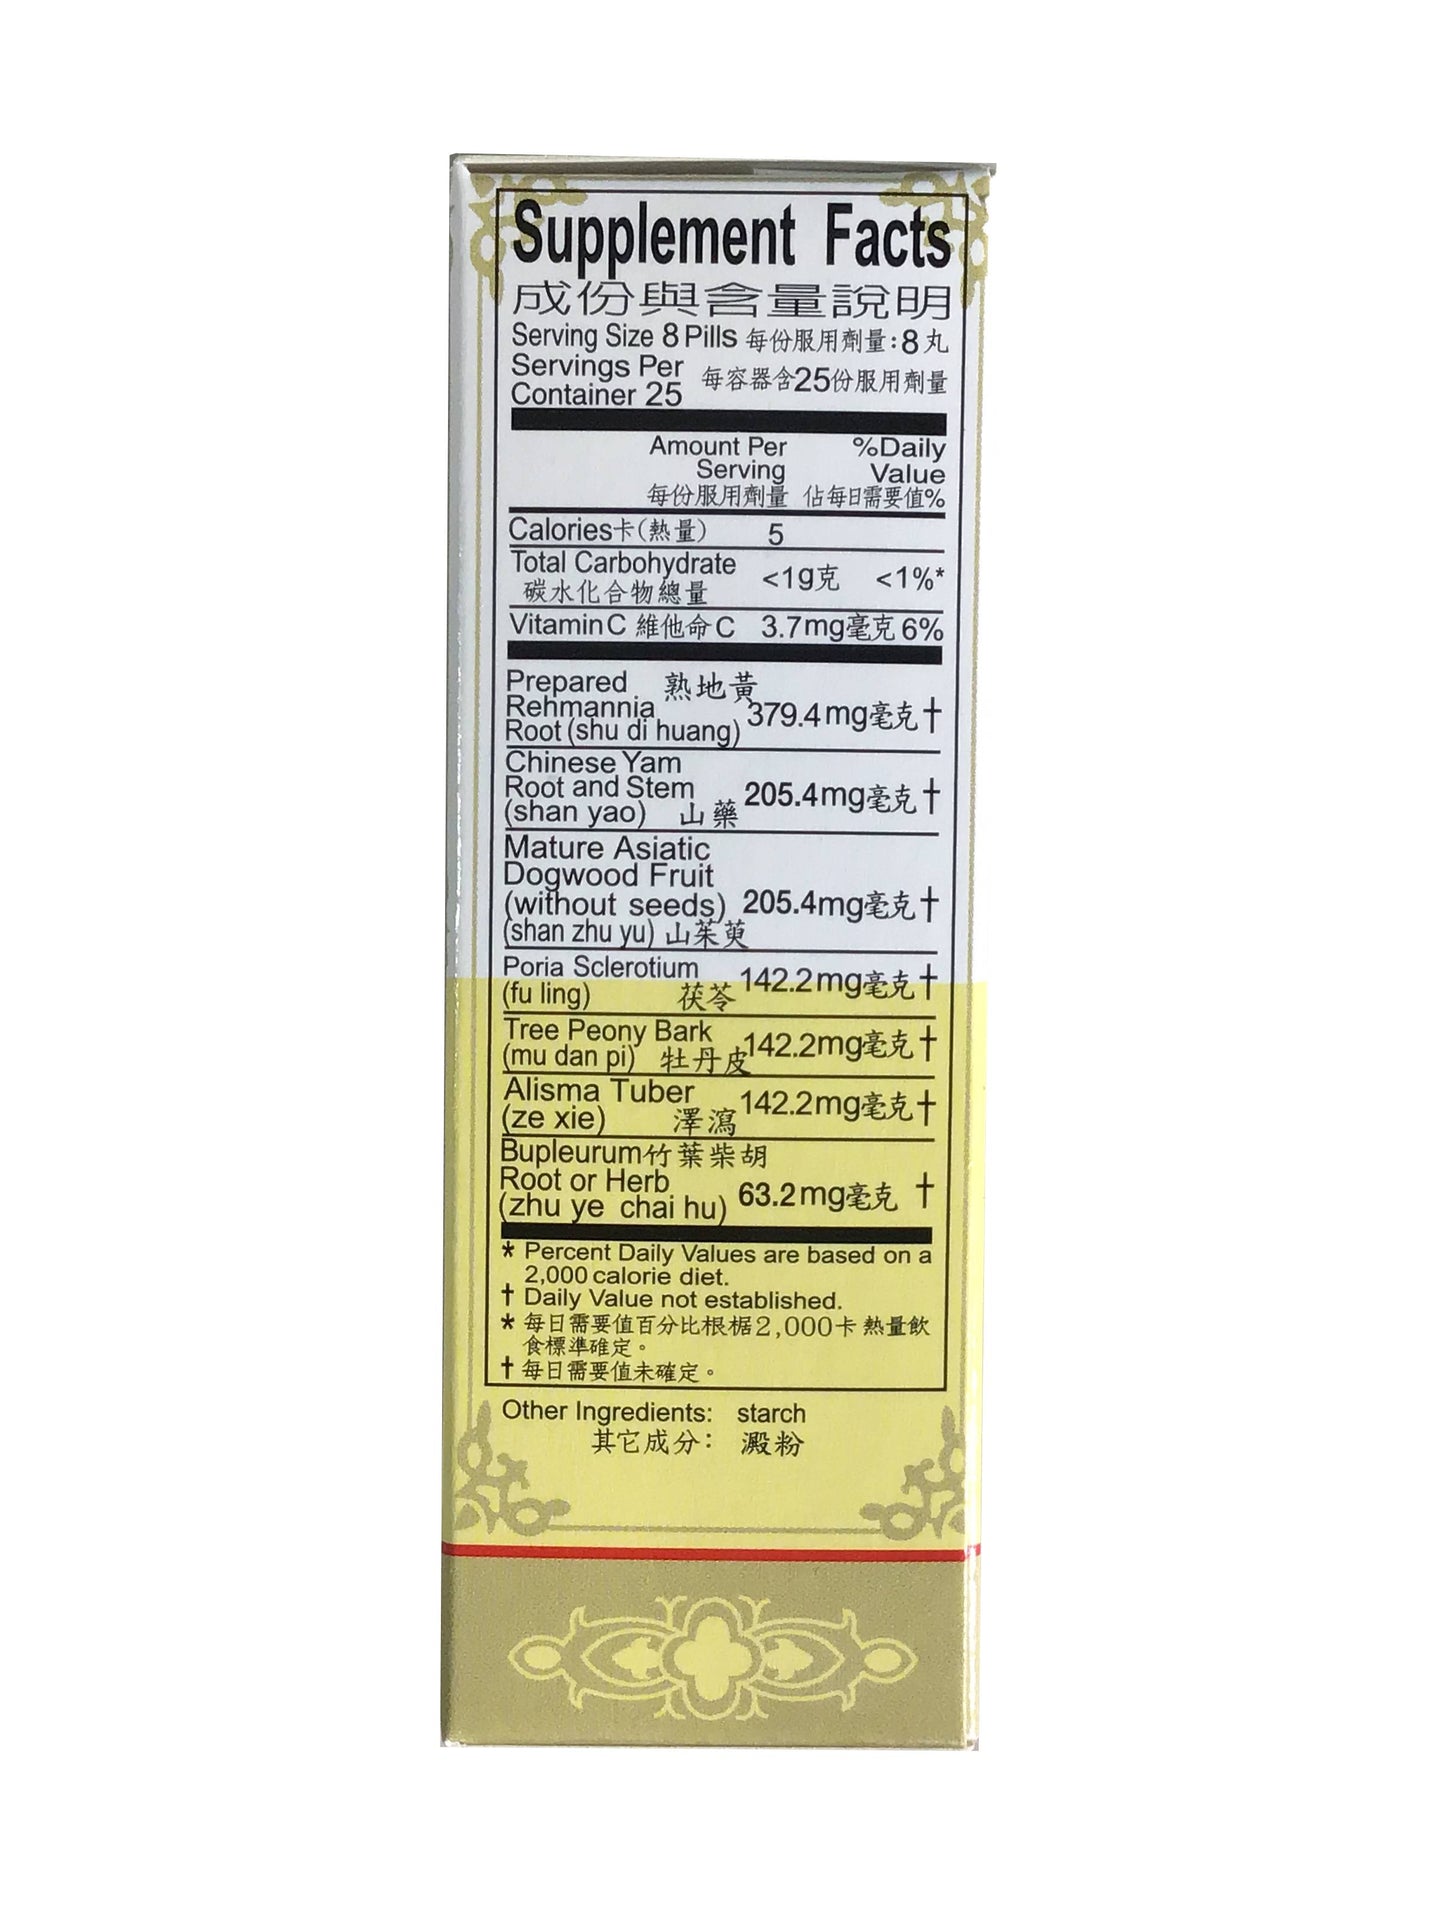 Supplement Facts
成份與含量說明
Serving Size 8 Pills 每份服用劑量:8丸
Servings Per
Container 25 每容器含25份服用劑量
Amount Per %Daily
Serving Value
每份服用劑量 佔每日需要值%
Calories卡(熱量) 5
Total Carbohydrate
碳水化合物總量 <1g克 <1%*
Vitamin C 維他命C 3.7mg毫克 6%
Prepared 熟地黃
Rehmannia
Root (shu di huang) 379.4mg毫克†
Chinese Yam
Root and Stem
(shan yao) 山藥 205.4mg毫克†
Mature Asiatic
Dogwood Fruit
(without seeds) 205.4mg毫克†
(shan zhu yu) 山茱萸
Poria Sclerotium
(fu ling) 茯苓 142.2mg毫克†
Tree Peony Bark
(mu dan pi) 牡丹皮 142.2mg毫克†
Alisma Tuber
(ze xie) 澤瀉 142.2mg毫克†
Bupleurum竹葉柴胡
Root or Herb
(zhu ye chai hu) 63.2mg毫克 †
* Percent Daily Values are based on a
2,000 calorie diet.
† Daily Value not established.
* 每日需要值百分比根椐2,000卡熱量飲
食標準確定。
† 每日需要值未確定。
Other Ingredients: starch
其它成分: 澱粉